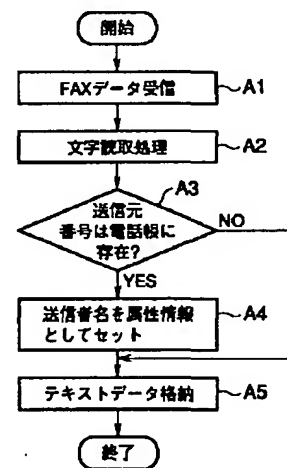 開始
FAXデータ受信
A1
文字読取処理
A2
A3
送信元
番号は電話帳に
存在?
NO
YES
送信者名を属性情報
としてセット
A4
テキストデータ格納
A5
終了